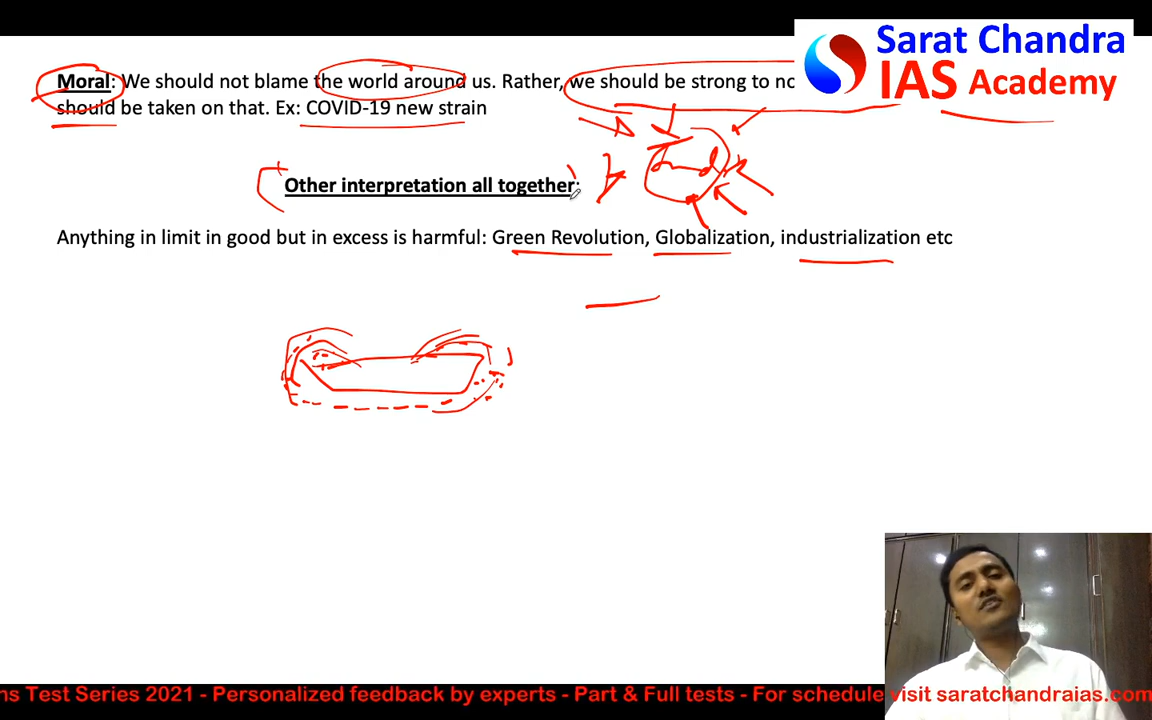 Sarat Chandra
IAS Academy
Moral: We should not blame the world around us. Rather, we should be strong to
should be taken on that. Ex: COVID-19 new strain
Other interpretation all together:
Anything in limit in good but in excess is harmful: Green Revolution, Globalization, industrialization etc
ns Test Series 2021 - Personalized feedback by experts - Part & Full tests - For schedule visit saratchandraias.com